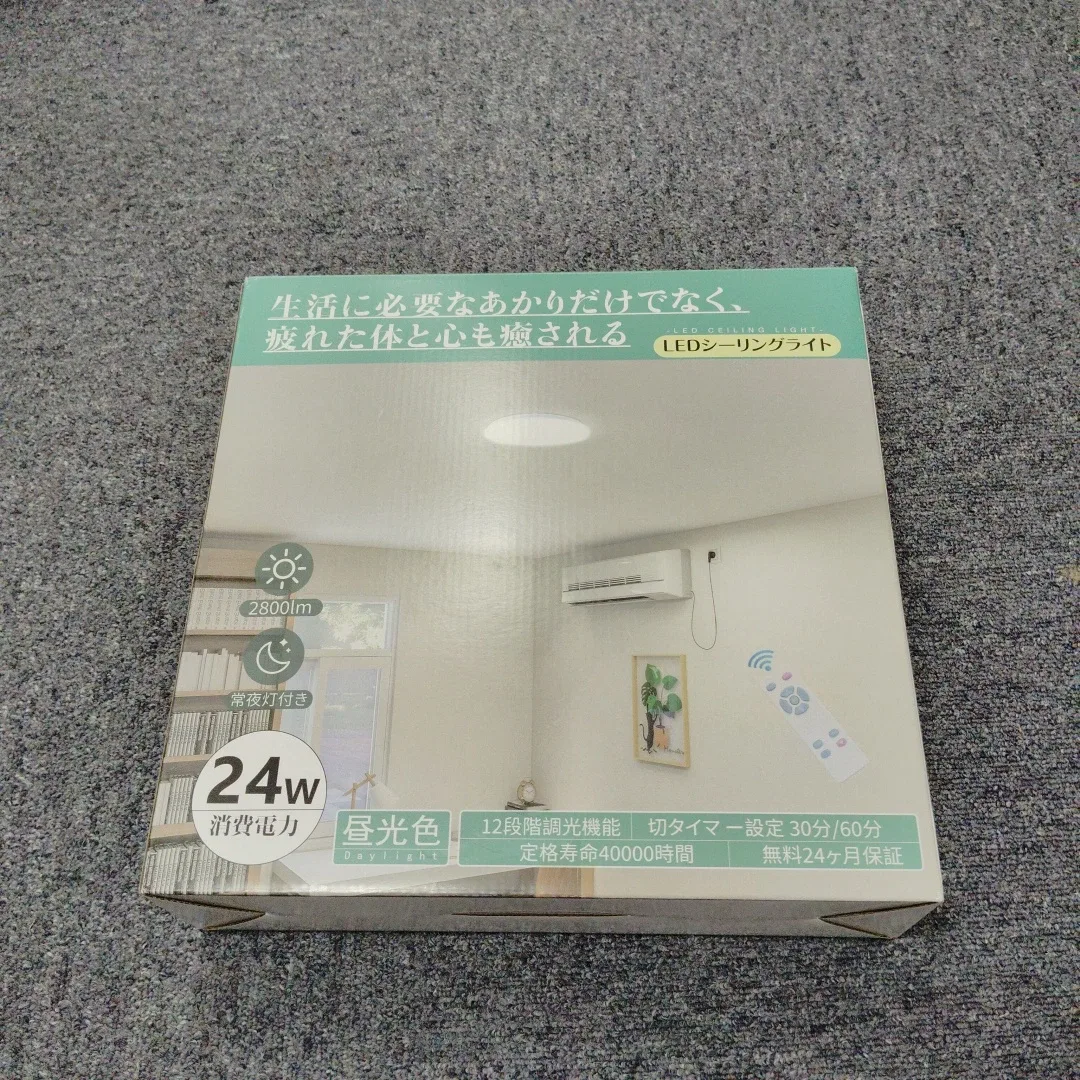 生活に必要なあかりだけでなく、
疲れた体と心も癒される
-LED CEILING LIGHT-
LEDシーリングライト
2800lm
常夜灯付き
24W
消費電力
昼光色
Daylight
12段階調光機能
切タイマー設定 30分/60分
定格寿命40000時間
無料24ヶ月保証